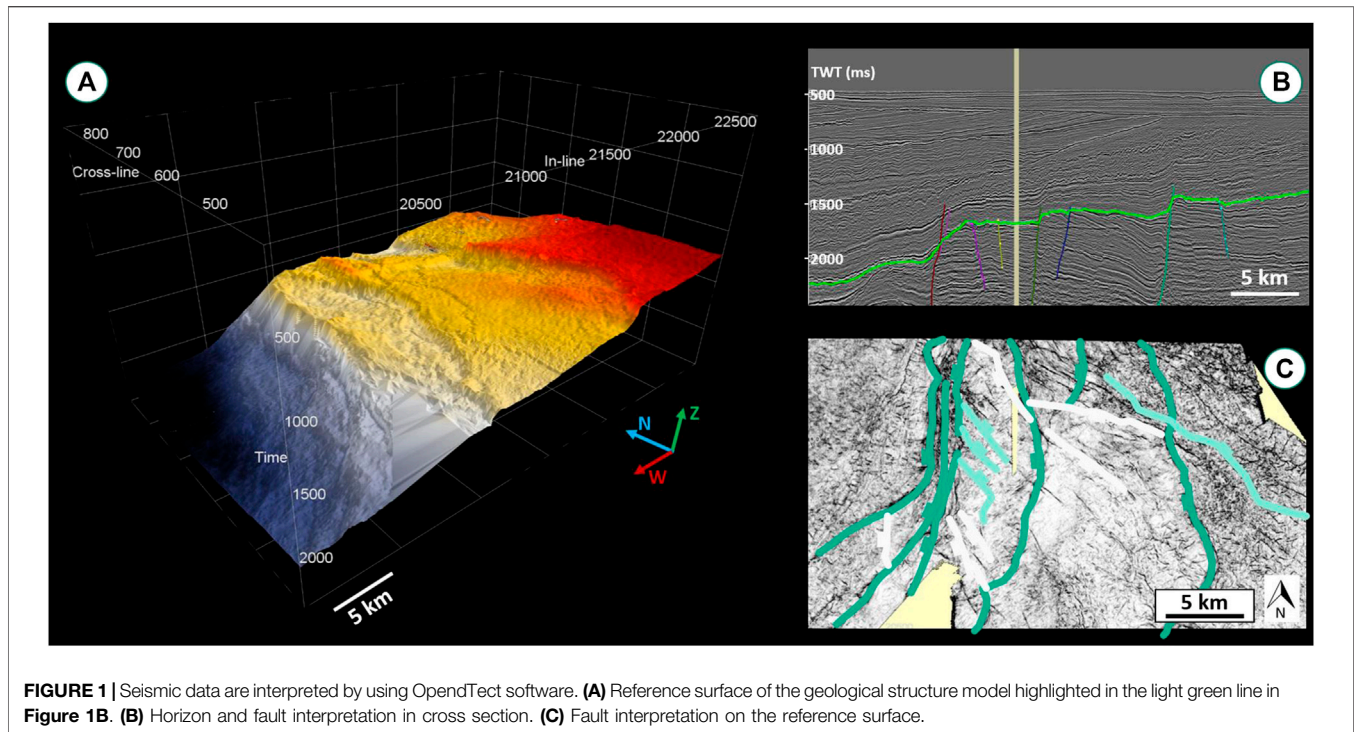 A
800
700
Cross-line
600
500
20500
21000
In-line
21500
22000
22500
500
1000
Time
1500
2000
5 km
N
W
Z
TWT (ms)
500
1000
1500
2000
B
5 km
C
5 km
N
FIGURE 1 | Seismic data are interpreted by using OpendTect software. (A) Reference surface of the geological structure model highlighted in the light green line in
Figure 1B. (B) Horizon and fault interpretation in cross section. (C) Fault interpretation on the reference surface.